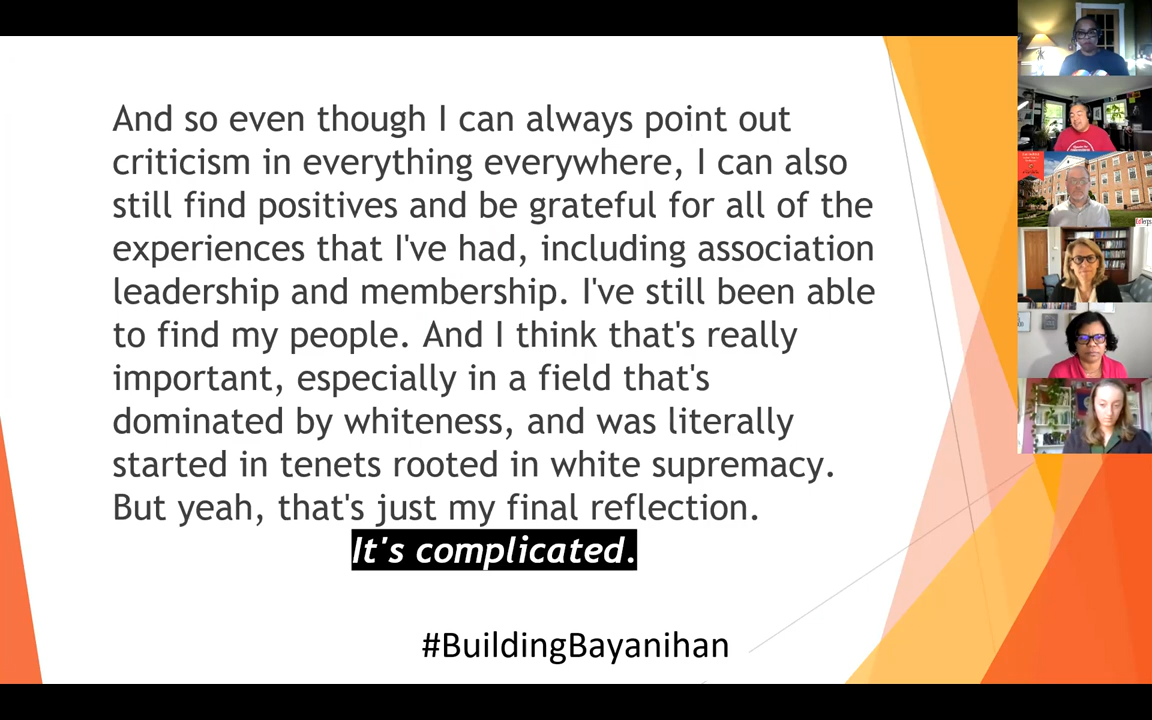 And so even though I can always point out
criticism in everything everywhere, I can also
still find positives and be grateful for all of the
experiences that I've had, including association
leadership and membership. I've still been able
to find my people. And I think that's really
important, especially in a field that's
dominated by whiteness, and was literally
started in tenets rooted in white supremacy.
But yeah, that's just my final reflection.
It's complicated.
#BuildingBayanihan